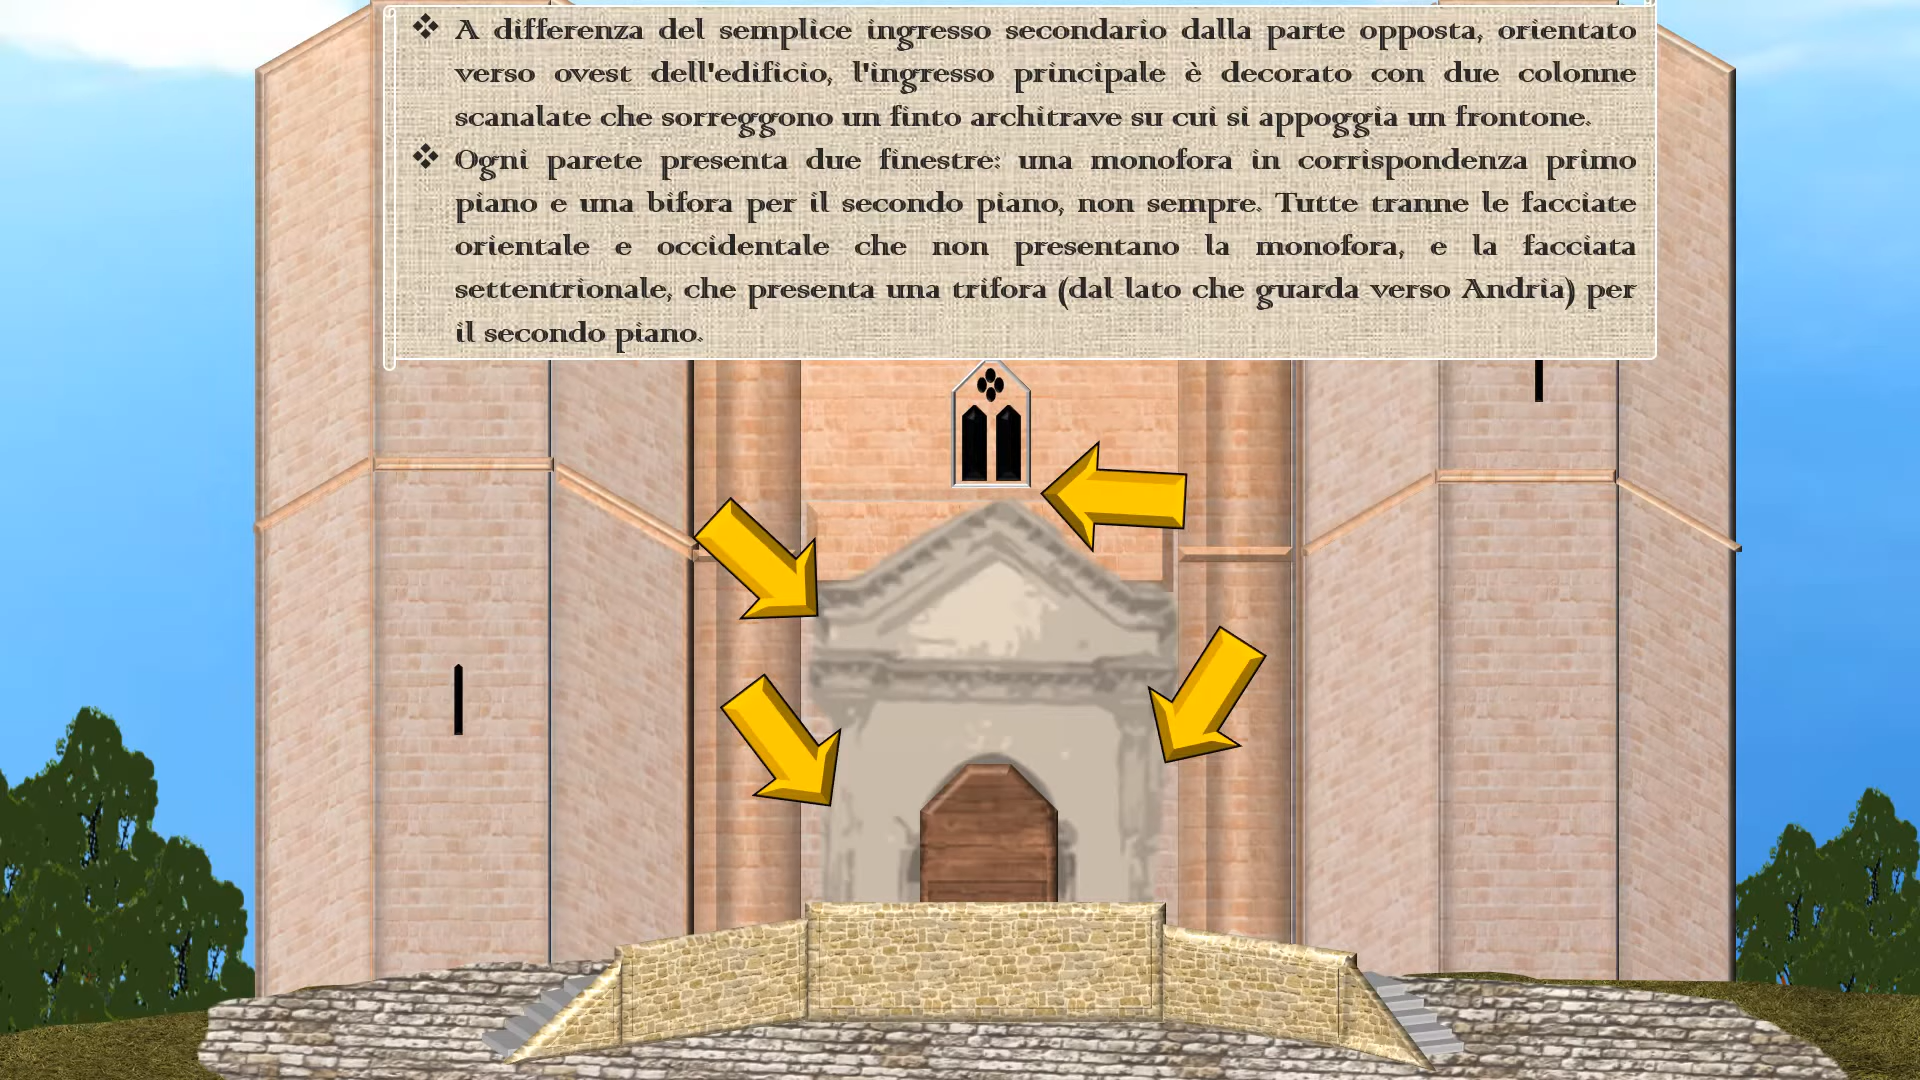 ❖ A differenza del semplice ingresso secondario dalla parte opposta, orientato
verso ovest dell'edificio, l'ingresso principale è decorato con due colonne
scanalate che sorreggono un finto architrave su cui si appoggia un frontone.
❖ Ogni parete presenta due finestre: una monofora in corrispondenza primo
piano e una bifora per il secondo piano, non sempre. Tutte tranne le facciate
orientale e occidentale che non presentano la monofora, e la facciata
settentrionale, che presenta una trifora (dal lato che guarda verso Andria) per
il secondo piano.